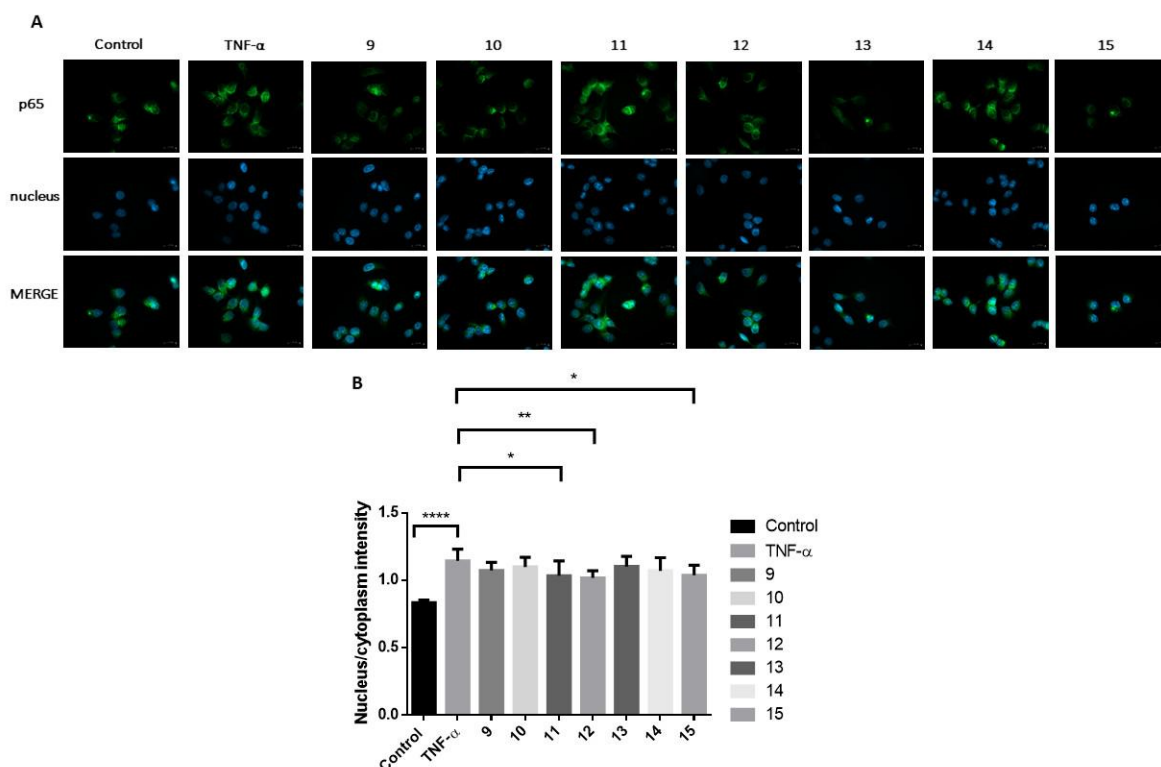 A
Control TNF-α 9 10 11 12 13 14 15
p65
nucleus
MERGE
B
*
**
*
****
Nucleus/cytoplasm intensity
1.5
1.0
0.5
0.0
Control TNF-α 9 10 11 12 13 14 15
Control
TNF-α
9
10
11
12
13
14
15